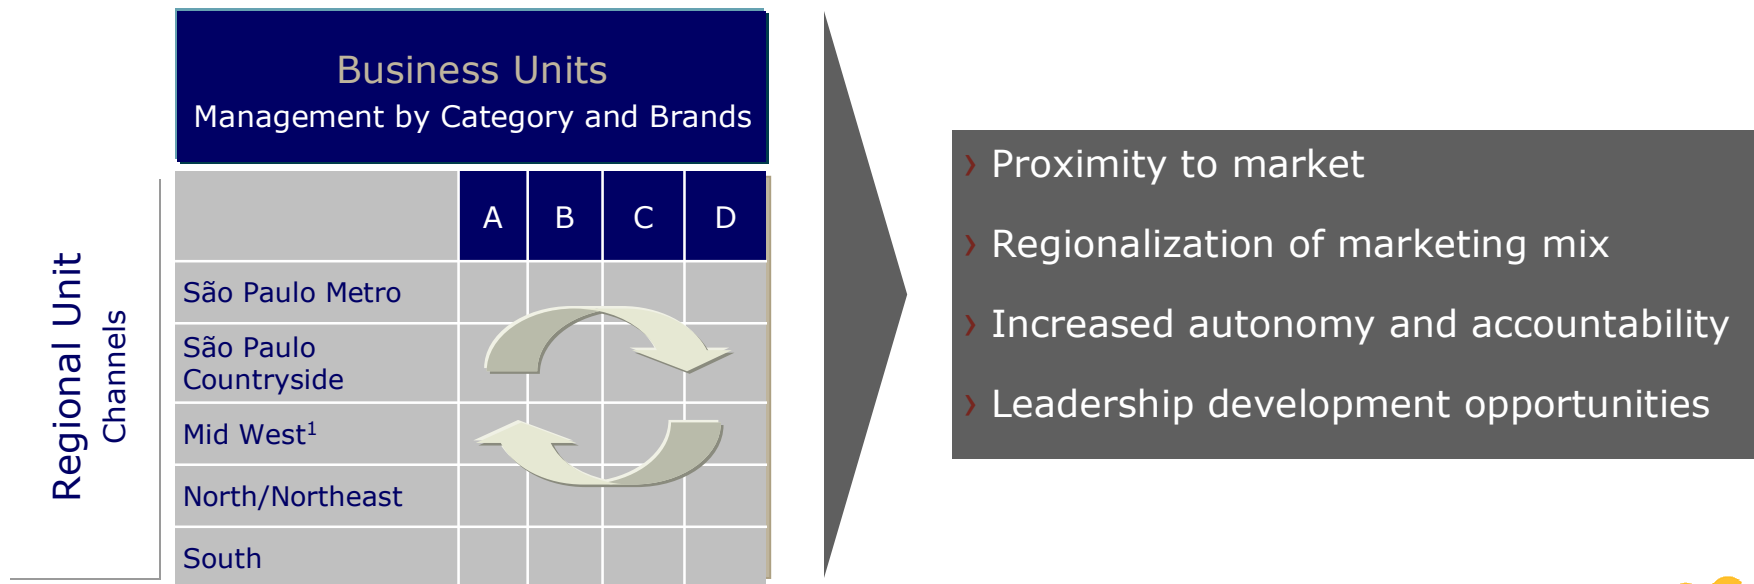 Business Units
Management by Category and Brands
Regional Unit
Channels
A B C D
São Paulo Metro
São Paulo
Countryside
Mid West¹
North/Northeast
South
› Proximity to market
› Regionalization of marketing mix
› Increased autonomy and accountability
› Leadership development opportunities